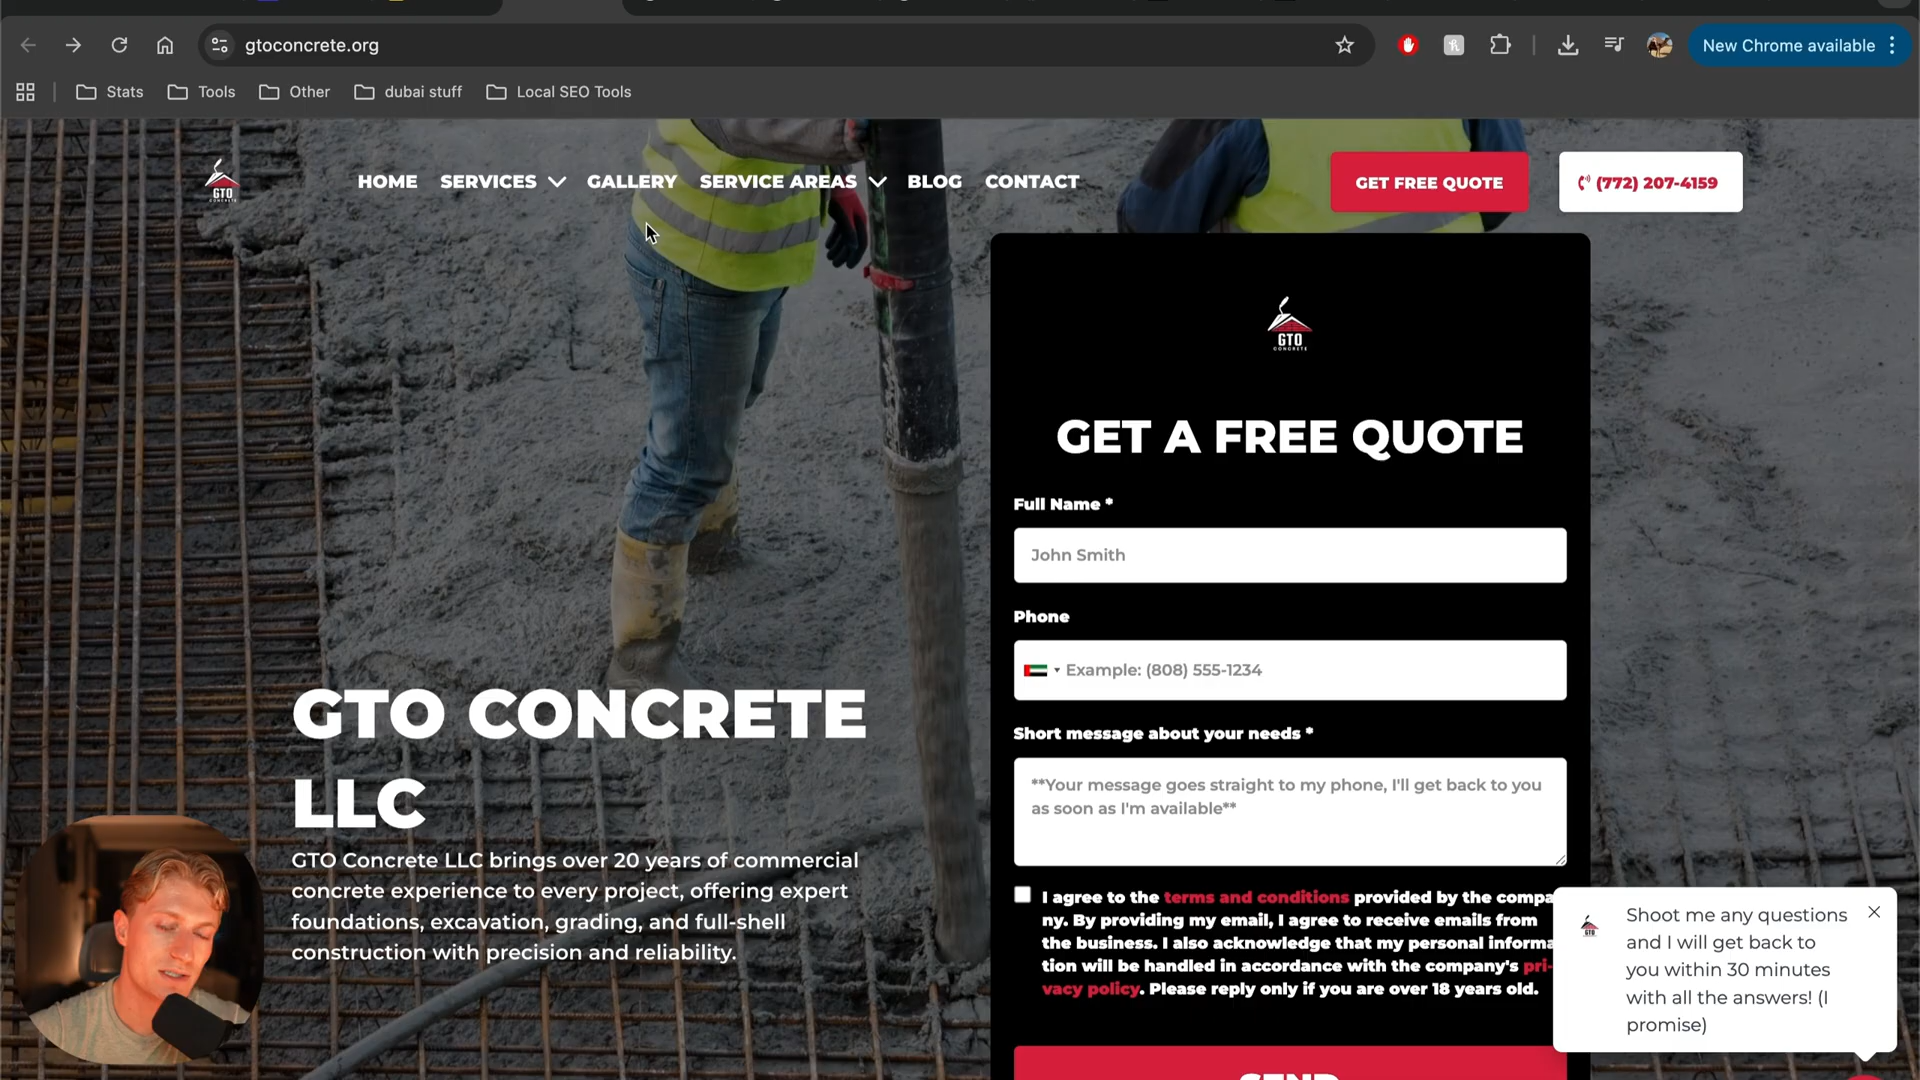 gtoconcrete.org
New Chrome available
Stats
Tools
Other
dubai stuff
Local SEO Tools
GTO
CONCRETE
HOME
SERVICES
GALLERY
SERVICE AREAS
BLOG
CONTACT
GET FREE QUOTE
(772) 207-4159
GTO
CONCRETE
GET A FREE QUOTE
Full Name *
John Smith
Phone
Example: (808) 555-1234
Short message about your needs *
**Your message goes straight to my phone, I'll get back to you
as soon as I'm available**
I agree to the terms and conditions provided by the compa
ny. By providing my email, I agree to receive emails from
the business. I also acknowledge that my personal informa
tion will be handled in accordance with the company's pri-
vacy policy. Please reply only if you are over 18 years old.
SEND
GTO CONCRETE
LLC
GTO Concrete LLC brings over 20 years of commercial
concrete experience to every project, offering expert
foundations, excavation, grading, and full-shell
construction with precision and reliability.
GTO
Shoot me any questions
and I will get back to
you within 30 minutes
with all the answers! (I
promise)